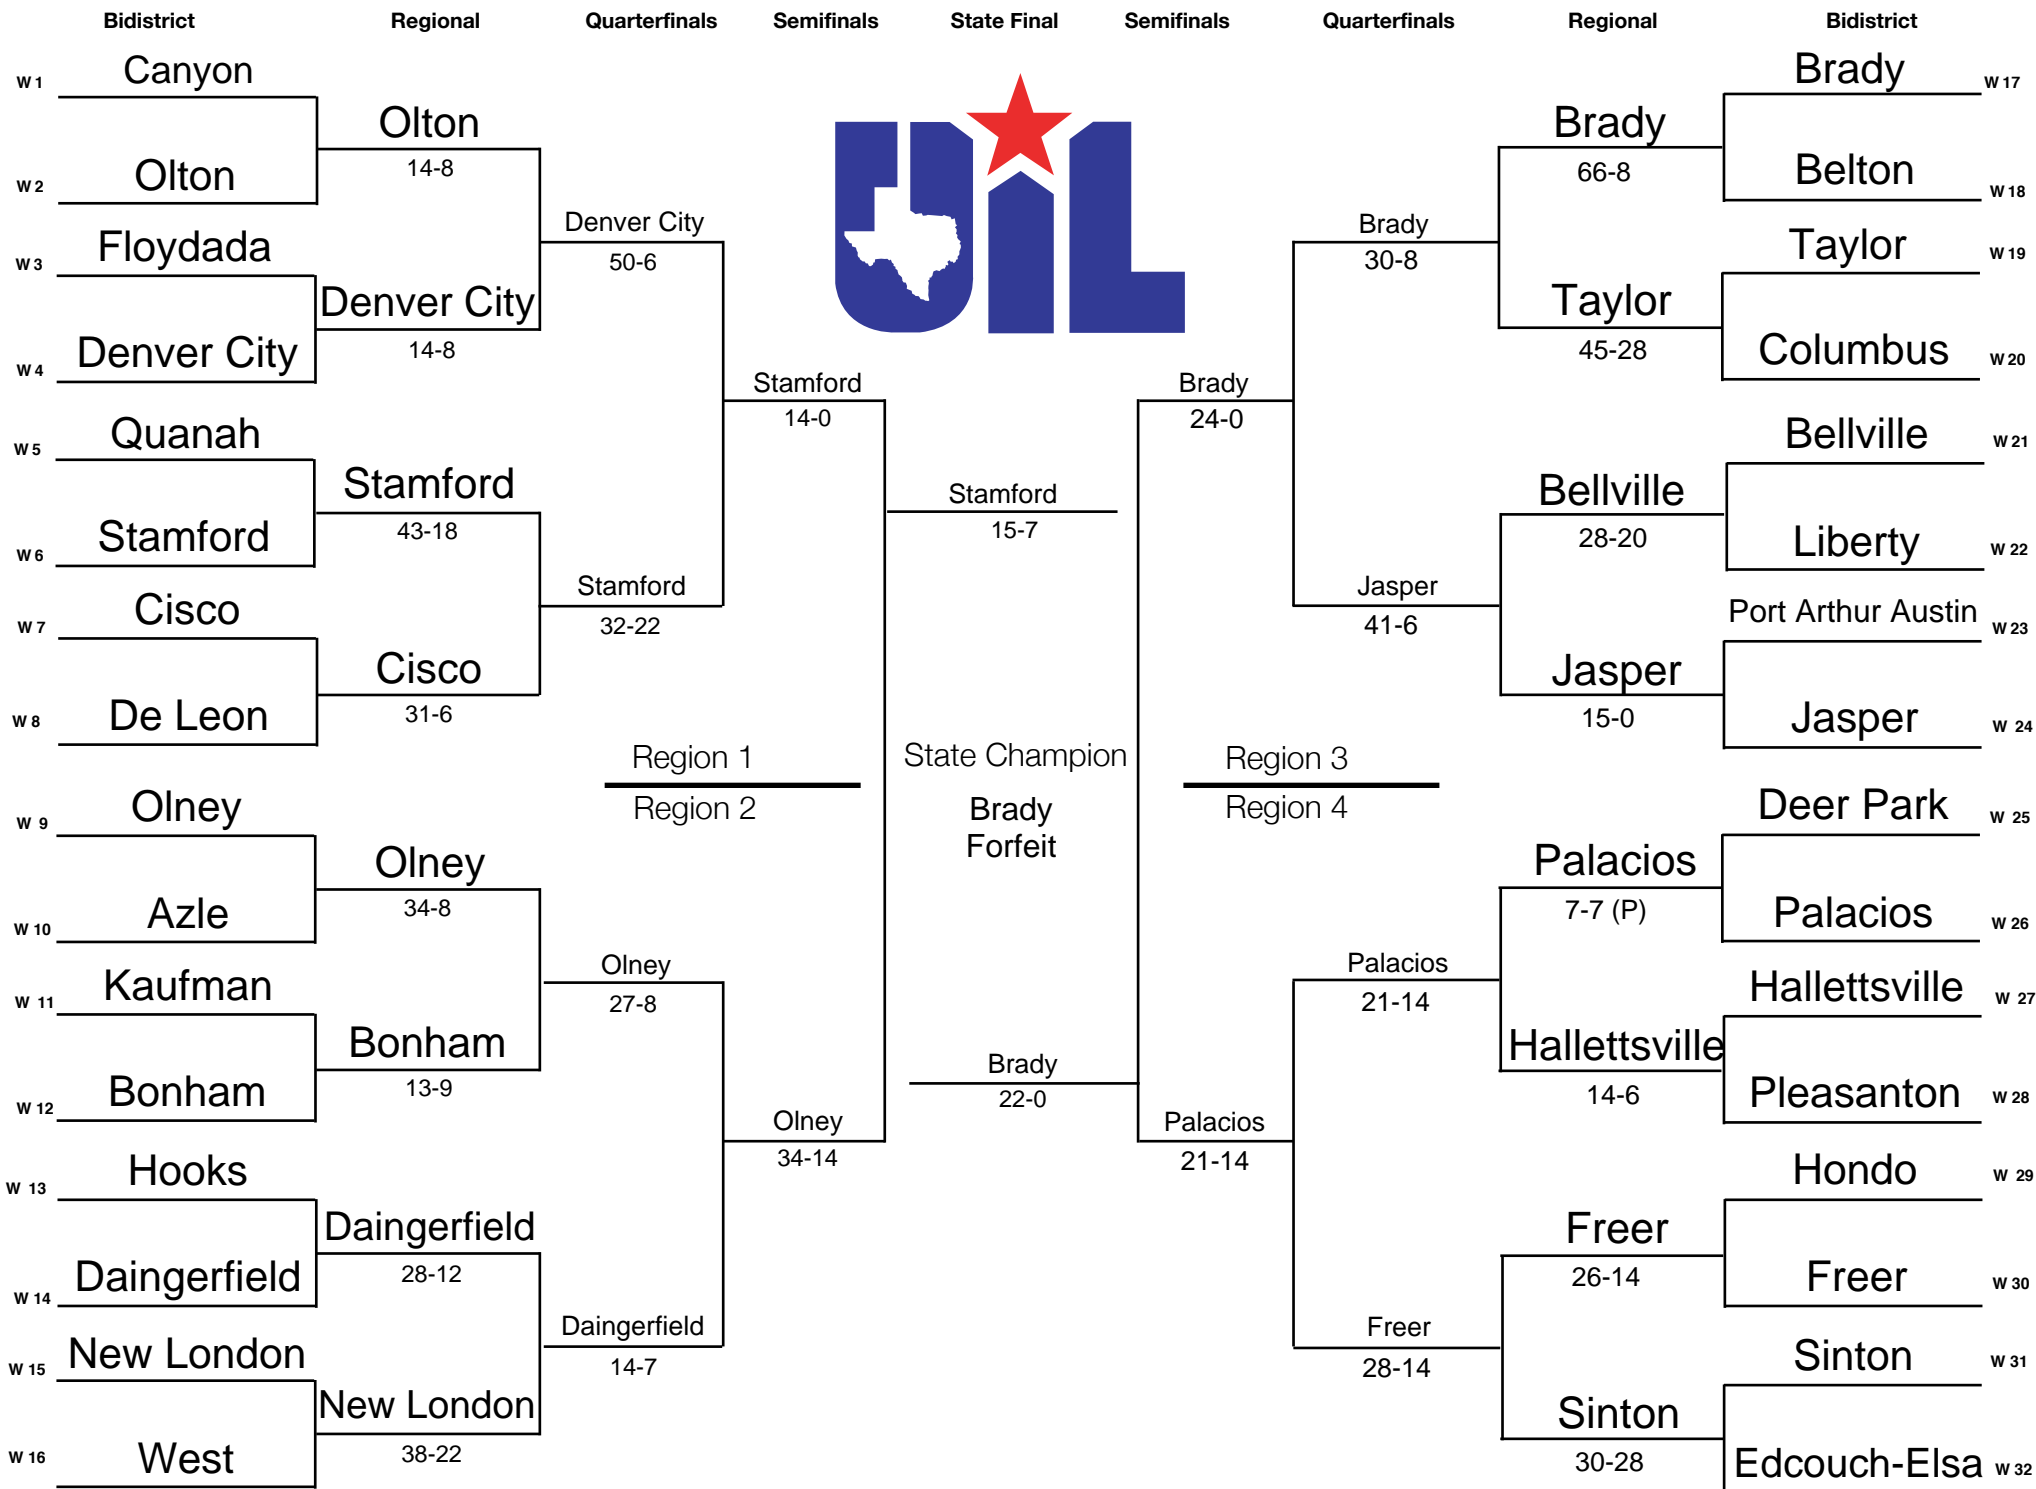 Bidistrict Regional Quarterfinals Semifinals State Final Semifinals Quarterfinals Regional Bidistrict
W 1 Canyon
W 2 Olton
W 3 Floydada
W 4 Denver City
W 5 Quanah
W 6 Stamford
W 7 Cisco
W 8 De Leon
W 9 Olney
W 10 Azle
W 11 Kaufman
W 12 Bonham
W 13 Hooks
W 14 Daingerfield
W 15 New London
W 16 West
Olton
14-8
Denver City
14-8
Stamford
43-18
Cisco
31-6
Olney
34-8
Bonham
13-9
Daingerfield
28-12
New London
38-22
Denver City
50-6
Stamford
32-22
Region 1
Region 2
Olney
27-8
Daingerfield
14-7
Stamford
14-0
Olney
34-14
UIL
Stamford
15-7
State Champion
Brady
Forfeit
Brady
22-0
Brady
24-0
Palacios
21-14
Brady
30-8
Jasper
41-6
Region 3
Region 4
Palacios
21-14
Freer
28-14
Brady
66-8
Taylor
45-28
Bellville
28-20
Jasper
15-0
Palacios
7-7 (P)
Hallettsville
14-6
Freer
26-14
Sinton
30-28
Brady W 17
Belton W 18
Taylor W 19
Columbus W 20
Bellville W 21
Liberty W 22
Port Arthur Austin W 23
Jasper W 24
Deer Park W 25
Palacios W 26
Hallettsville W 27
Pleasanton W 28
Hondo W 29
Freer W 30
Sinton W 31
Edcouch-Elsa W 32